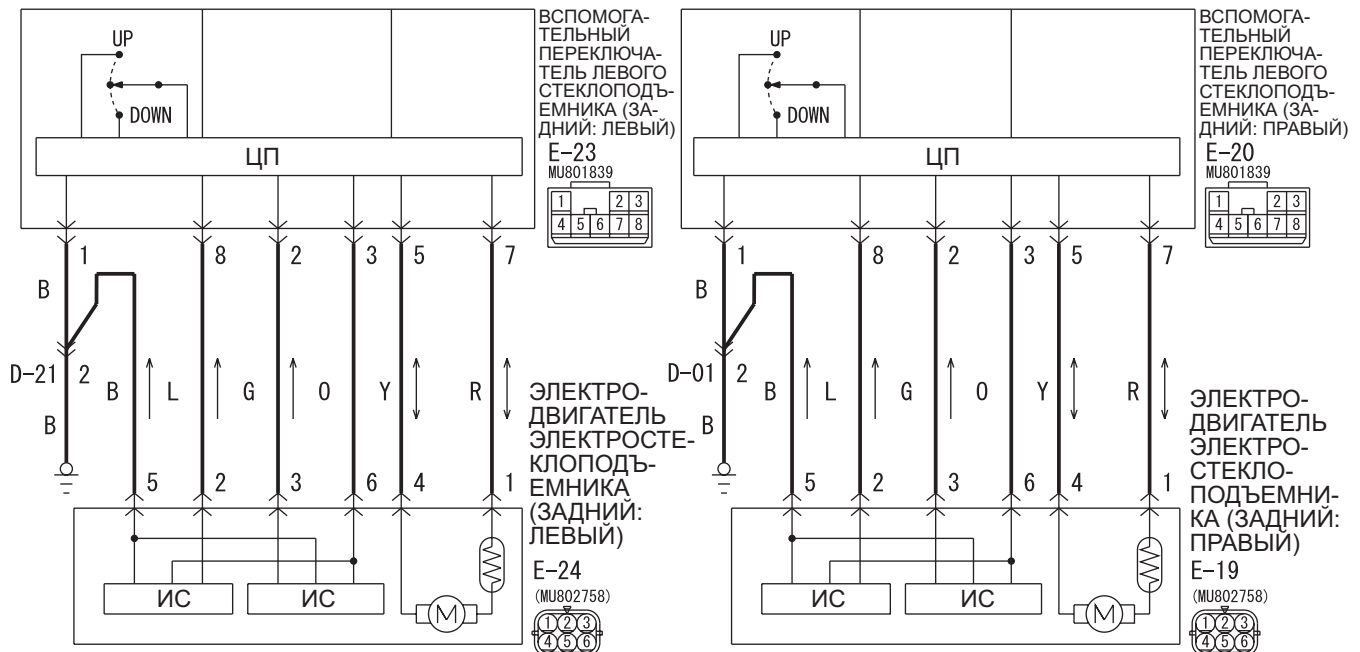 ВСПОМОГА-
ТЕЛЬНЫЙ
ПЕРЕКЛЮЧА-
ТЕЛЬ ЛЕВОГО
СТЕКЛОПОДЪ-
ЕМНИКА (ЗА-
ДНИЙ: ЛЕВЫЙ)
E-23
MU801839
1 2 3
4 5 6 7 8
UP
DOWN
ЦП
1 8 2 3 5 7
B
D-21 2 B L G O Y R
B
5 2 3 6 4 1
ЭЛЕКТРО-
ДВИГАТЕЛЬ
ЭЛЕКТРОСТЕ-
КЛОПОДЪ-
ЕМНИКА
(ЗАДНИЙ:
ЛЕВЫЙ)
E-24
(MU802758)
1 2 3
4 5 6
ИС ИС M
ВСПОМОГА-
ТЕЛЬНЫЙ
ПЕРЕКЛЮЧА-
ТЕЛЬ ЛЕВОГО
СТЕКЛОПОДЪ-
ЕМНИКА (ЗА-
ДНИЙ: ПРАВЫЙ)
E-20
MU801839
1 2 3
4 5 6 7 8
UP
DOWN
ЦП
1 8 2 3 5 7
B
D-01 2 B L G O Y R
B
5 2 3 6 4 1
ЭЛЕКТРО-
ДВИГАТЕЛЬ
ЭЛЕКТРО-
СТЕКЛО-
ПОДЪЕМНИ-
КА (ЗАДНИЙ:
ПРАВЫЙ)
E-19
(MU802758)
1 2 3
4 5 6
ИС ИС M